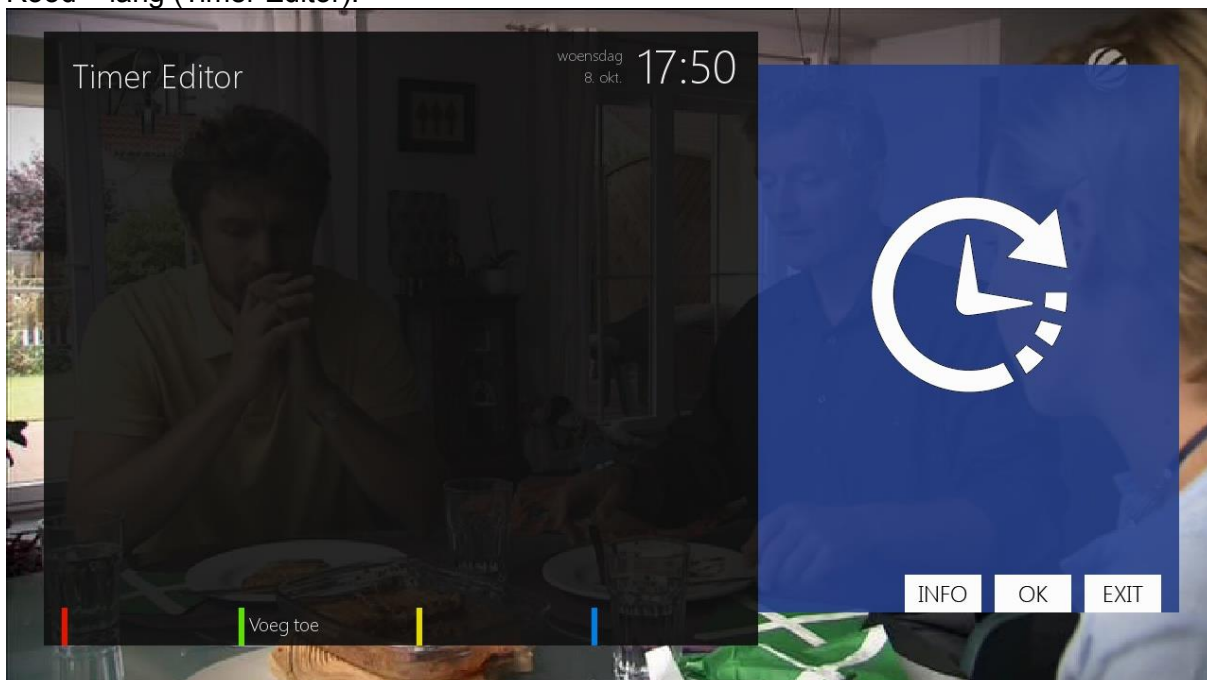 Rood – lang (Timer Editor):
Timer Editor
woensdag
8. okt.
17:50
Voeg toe
INFO OK EXIT